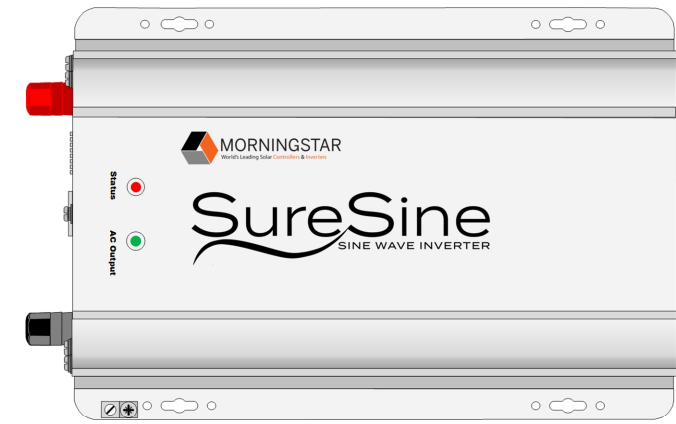 MORNINGSTAR
World's Leading Solar Controllers & Inverters
Status
SureSine
SINE WAVE INVERTER
AC Output